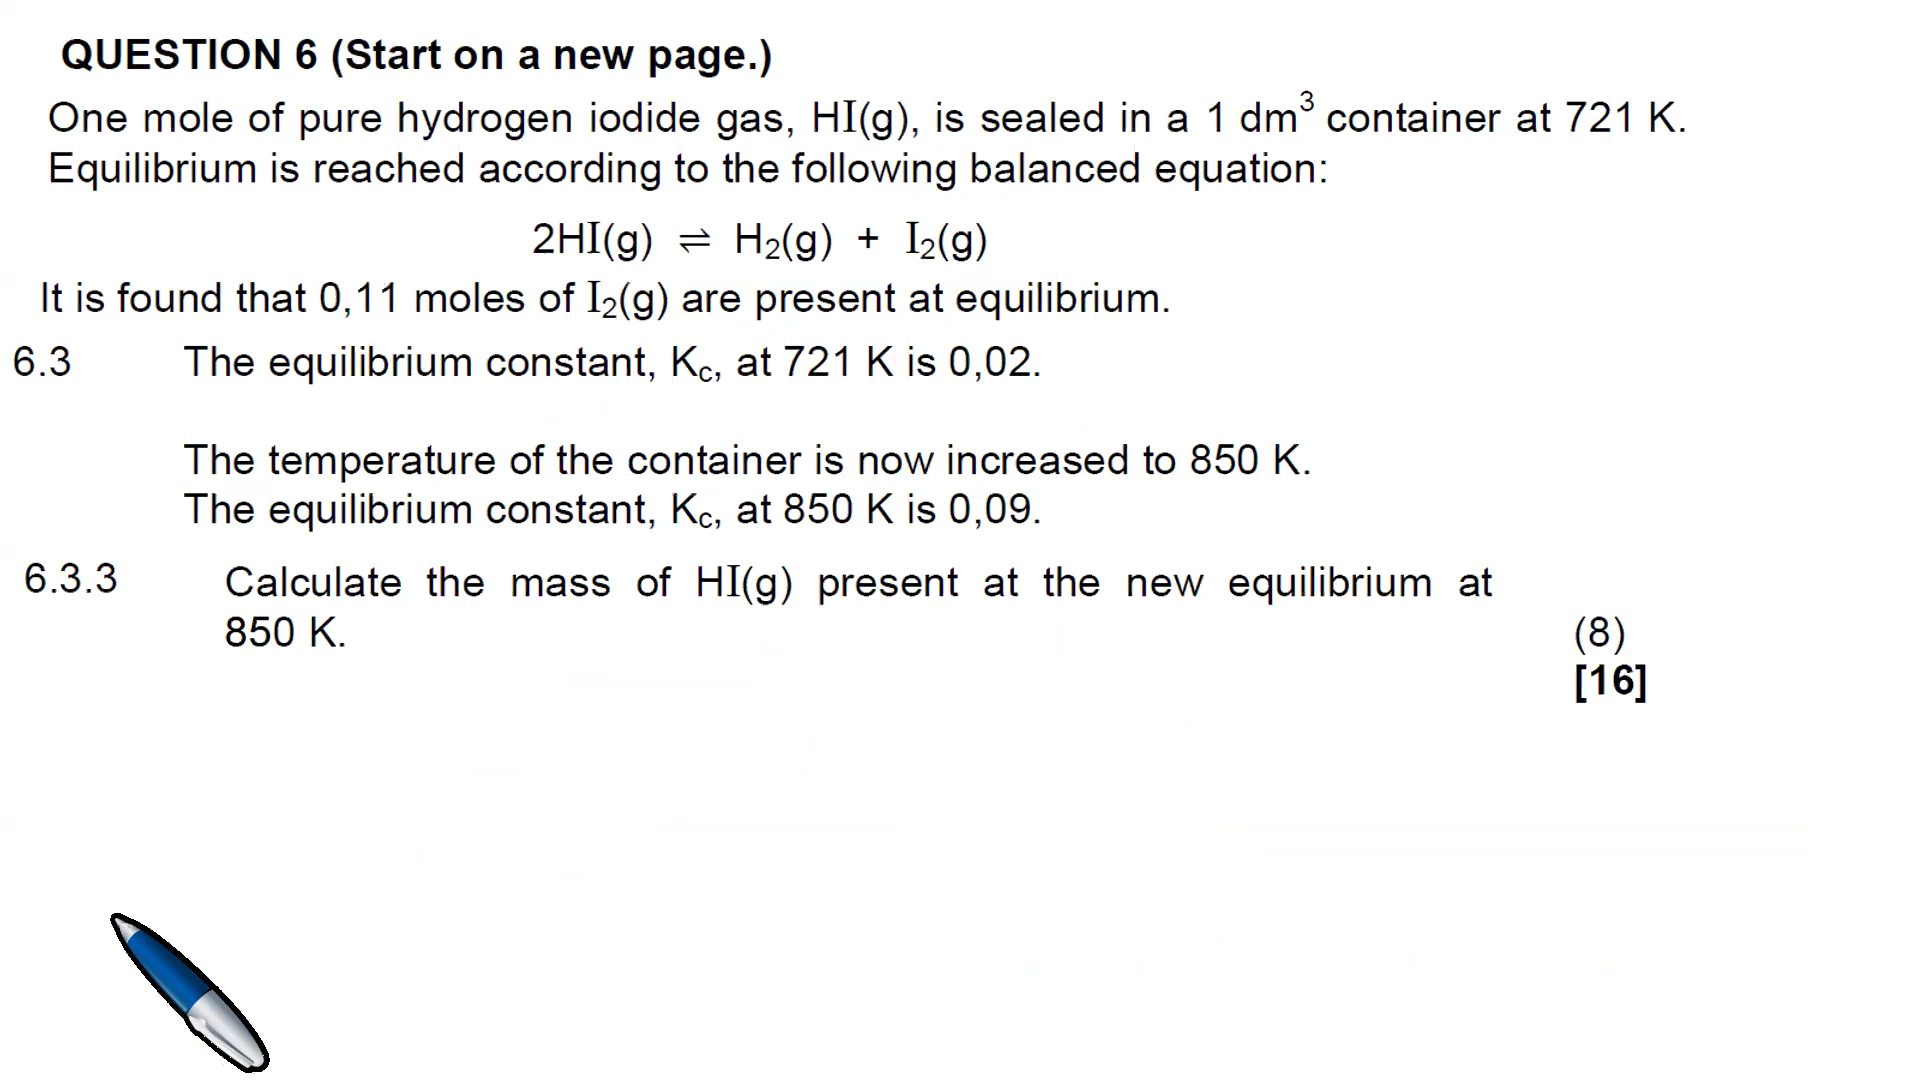 QUESTION 6 (Start on a new page.)
One mole of pure hydrogen iodide gas, HI(g), is sealed in a 1 dm³ container at 721 K.
Equilibrium is reached according to the following balanced equation:
2HI(g) ⇌ H₂(g) + I₂(g)
It is found that 0,11 moles of I₂(g) are present at equilibrium.
6.3 The equilibrium constant, K꜀, at 721 K is 0,02.
The temperature of the container is now increased to 850 K.
The equilibrium constant, K꜀, at 850 K is 0,09.
6.3.3 Calculate the mass of HI(g) present at the new equilibrium at
850 K. (8)
[16]